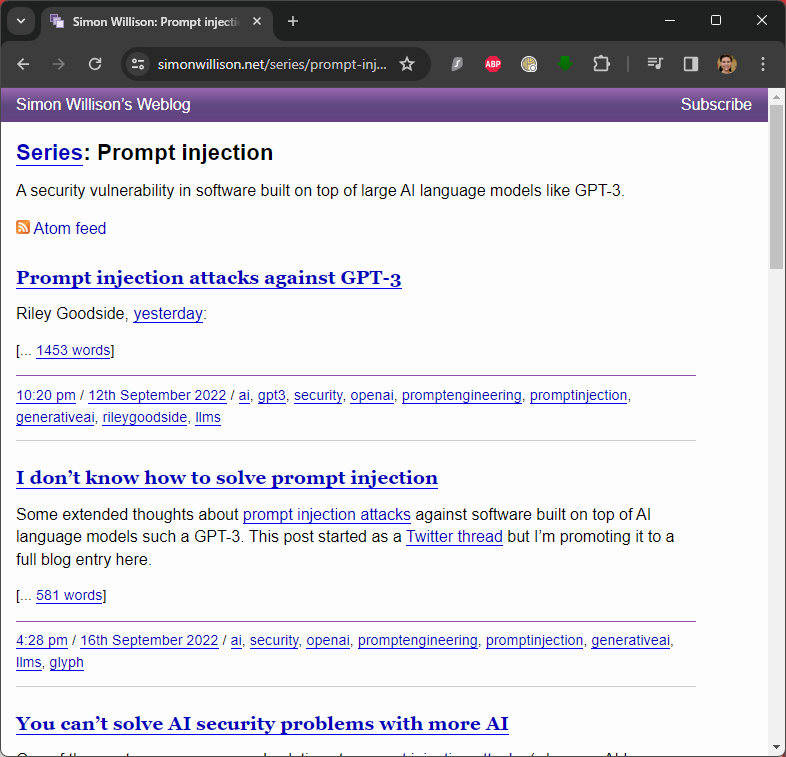 Simon Willison: Prompt injecti
simonwillison.net/series/prompt-inj...
ABP
Simon Willison's Weblog
Subscribe
Series: Prompt injection
A security vulnerability in software built on top of large AI language models like GPT-3.
Atom feed
Prompt injection attacks against GPT-3
Riley Goodside, yesterday:
[... 1453 words]
10:20 pm / 12th September 2022 / ai, gpt3, security, openai, promptengineering, promptinjection,
generativeai, rileygoodside, llms
I don't know how to solve prompt injection
Some extended thoughts about prompt injection attacks against software built on top of AI
language models such a GPT-3. This post started as a Twitter thread but I'm promoting it to a
full blog entry here.
[... 581 words]
4:28 pm / 16th September 2022 / ai, security, openai, promptengineering, promptinjection, generativeai,
llms, glyph
You can't solve AI security problems with more AI